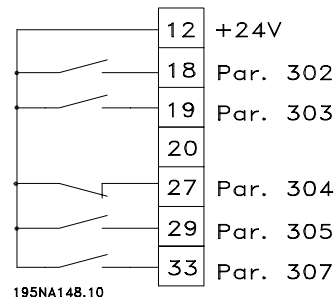 12 +24V
18 Par. 302
19 Par. 303
20
27 Par. 304
29 Par. 305
33 Par. 307
195NA148.10